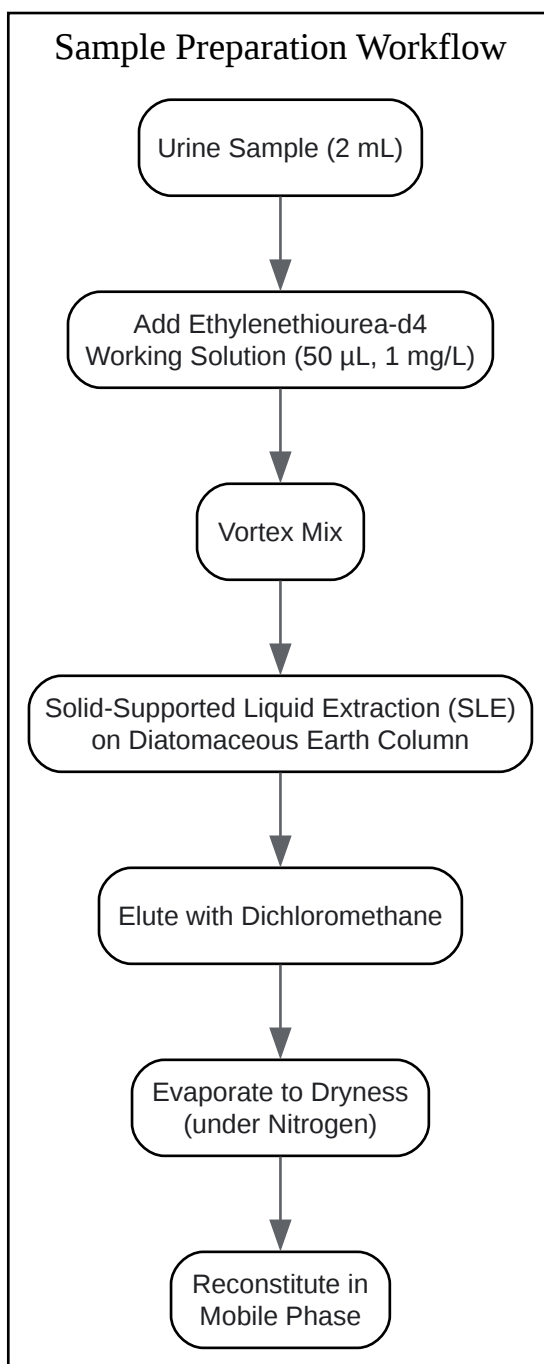 Sample Preparation Workflow
Urine Sample (2 mL)
Add Ethylenethiourea-d4
Working Solution (50 µL, 1 mg/L)
Vortex Mix
Solid-Supported Liquid Extraction (SLE)
on Diatomaceous Earth Column
Elute with Dichloromethane
Evaporate to Dryness
(under Nitrogen)
Reconstitute in
Mobile Phase